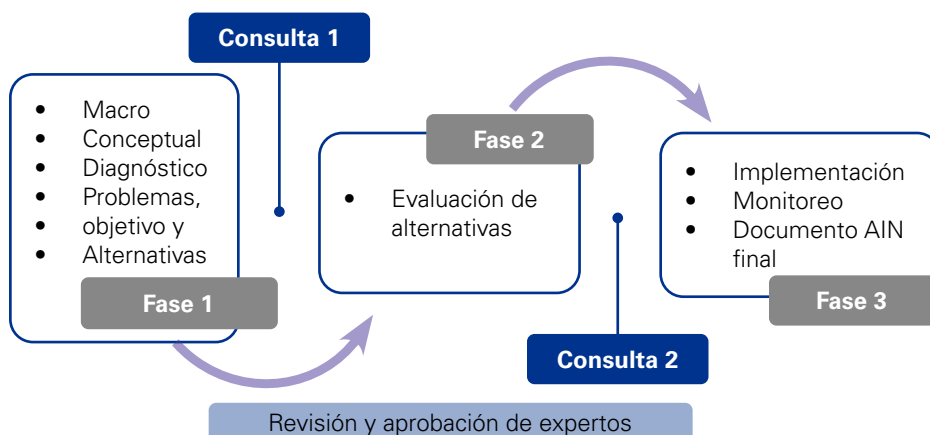 Consulta 1
• Macro
• Conceptual
• Diagnóstico
• Problemas,
• objetivo y
• Alternativas
Fase 1
Fase 2
• Evaluación de
alternativas
• Implementación
• Monitoreo
• Documento AIN
final
Fase 3
Consulta 2
Revisión y aprobación de expertos